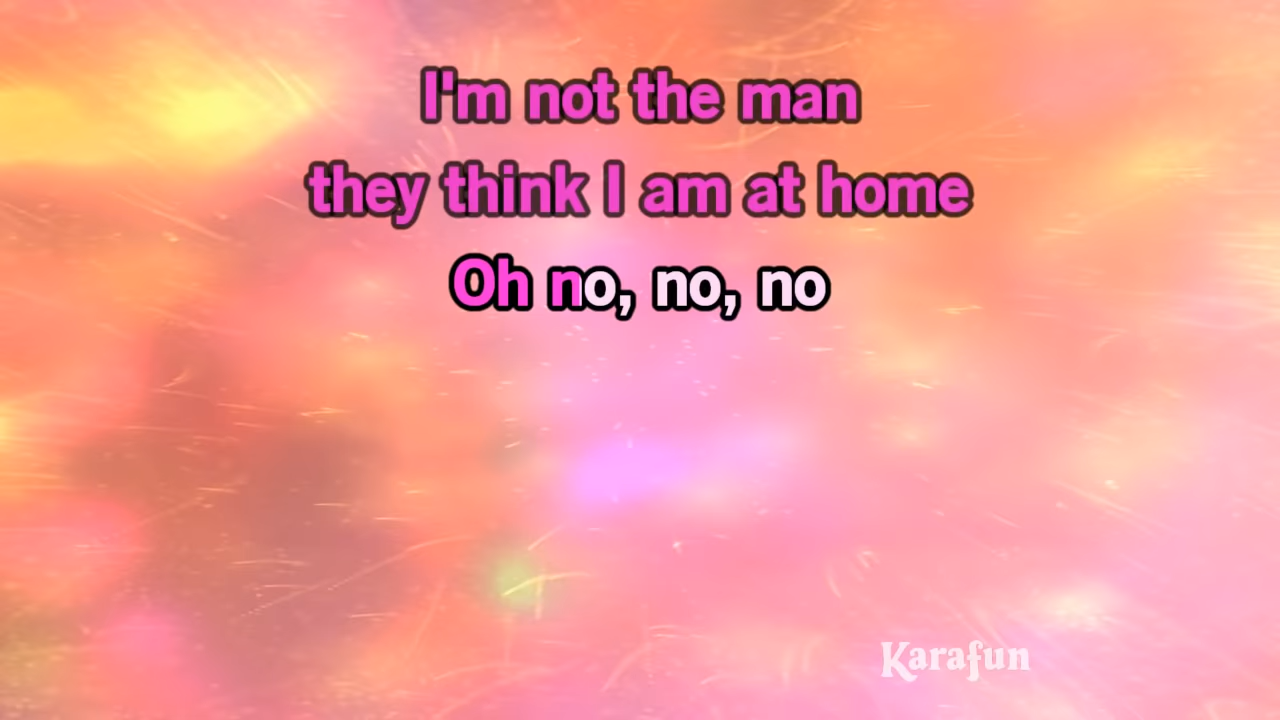 I'm not the man
they think I am at home
Oh no, no, no
Karafun